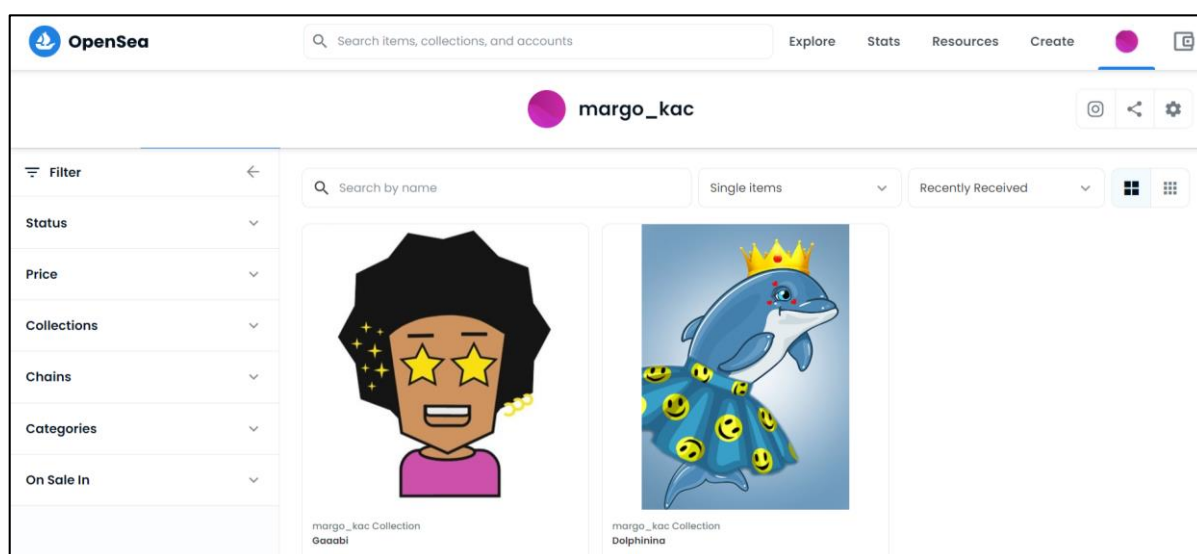 OpenSea
Search items, collections, and accounts
Explore Stats Resources Create
margo_kac
Filter
Search by name
Single items
Recently Received
Status
Price
Collections
Chains
Categories
On Sale In
margo_kac Collection
Gaaabi
margo_kac Collection
Dolphinina